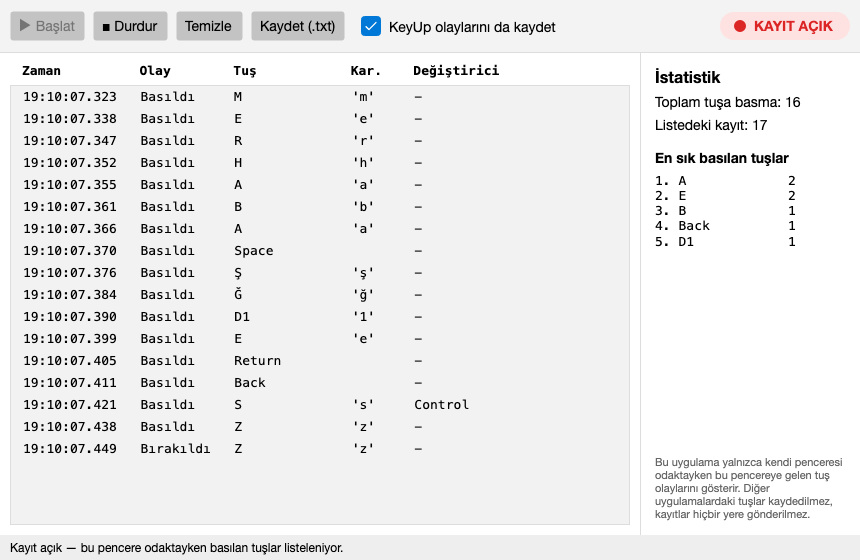 ▶ Başlat ■ Durdur Temizle Kaydet (.txt) KeyUp olaylarını da kaydet ● KAYIT AÇIK
Zaman Olay Tuş Kar. Değiştirici
19:10:07.323 Basıldı M 'm' –
19:10:07.338 Basıldı E 'e' –
19:10:07.347 Basıldı R 'r' –
19:10:07.352 Basıldı H 'h' –
19:10:07.355 Basıldı A 'a' –
19:10:07.361 Basıldı B 'b' –
19:10:07.366 Basıldı A 'a' –
19:10:07.370 Basıldı Space –
19:10:07.376 Basıldı Ş 'ş' –
19:10:07.384 Basıldı Ğ 'ğ' –
19:10:07.390 Basıldı D1 '1' –
19:10:07.399 Basıldı E 'e' –
19:10:07.405 Basıldı Return –
19:10:07.411 Basıldı Back –
19:10:07.421 Basıldı S 's' Control
19:10:07.438 Basıldı Z 'z' –
19:10:07.449 Bırakıldı Z 'z' –
İstatistik
Toplam tuşa basma: 16
Listedeki kayıt: 17
En sık basılan tuşlar
1. A 2
2. E 2
3. B 1
4. Back 1
5. D1 1
Bu uygulama yalnızca kendi penceresi
odaktayken bu pencereye gelen tuş
olaylarını gösterir. Diğer
uygulamalardaki tuşlar kaydedilmez,
kayıtlar hiçbir yere gönderilmez.
Kayıt açık — bu pencere odaktayken basılan tuşlar listeleniyor.